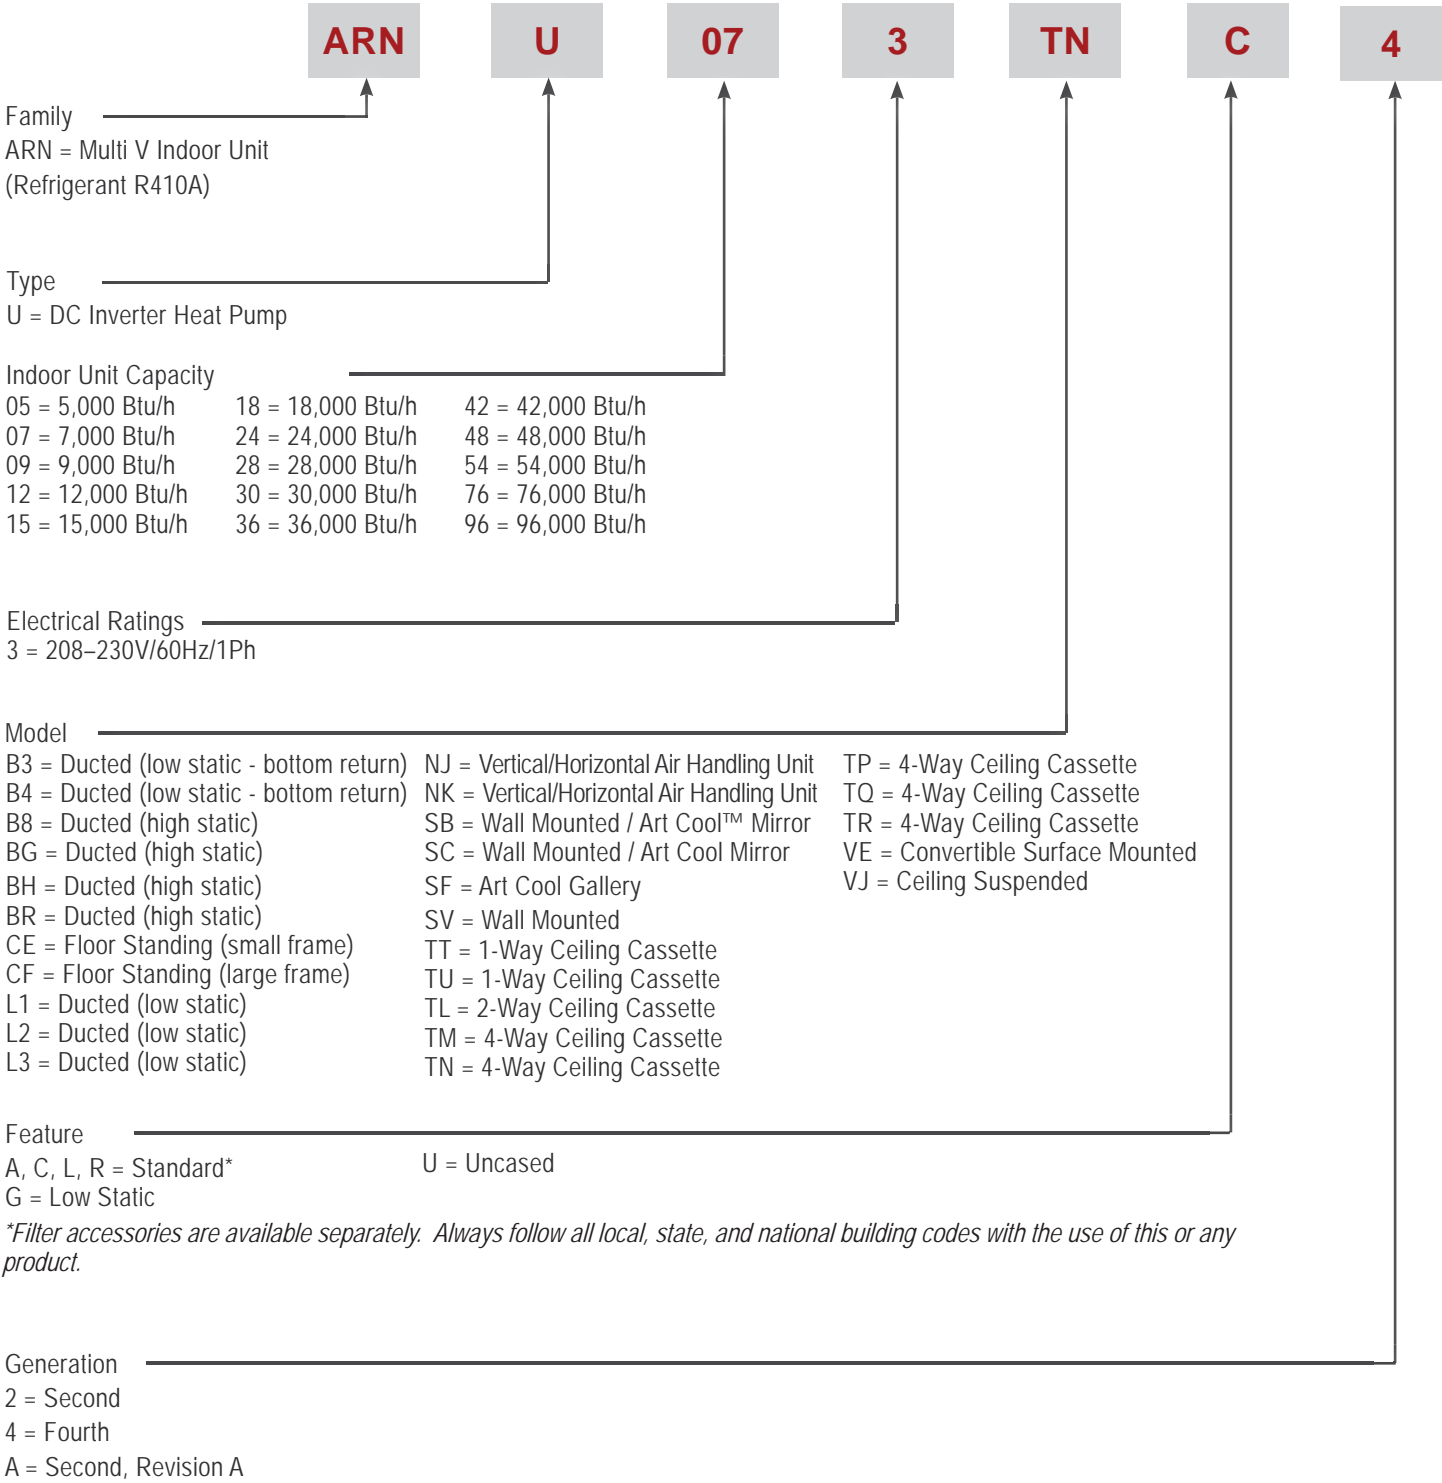 ARN U 07 3 TN C 4
Family
ARN = Multi V Indoor Unit
(Refrigerant R410A)
Type
U = DC Inverter Heat Pump
Indoor Unit Capacity
05 = 5,000 Btu/h 18 = 18,000 Btu/h 42 = 42,000 Btu/h
07 = 7,000 Btu/h 24 = 24,000 Btu/h 48 = 48,000 Btu/h
09 = 9,000 Btu/h 28 = 28,000 Btu/h 54 = 54,000 Btu/h
12 = 12,000 Btu/h 30 = 30,000 Btu/h 76 = 76,000 Btu/h
15 = 15,000 Btu/h 36 = 36,000 Btu/h 96 = 96,000 Btu/h
Electrical Ratings
3 = 208–230V/60Hz/1Ph
Model
B3 = Ducted (low static - bottom return)
B4 = Ducted (low static - bottom return)
B8 = Ducted (high static)
BG = Ducted (high static)
BH = Ducted (high static)
BR = Ducted (high static)
CE = Floor Standing (small frame)
CF = Floor Standing (large frame)
L1 = Ducted (low static)
L2 = Ducted (low static)
L3 = Ducted (low static)
NJ = Vertical/Horizontal Air Handling Unit
NK = Vertical/Horizontal Air Handling Unit
SB = Wall Mounted / Art Cool™ Mirror
SC = Wall Mounted / Art Cool Mirror
SF = Art Cool Gallery
SV = Wall Mounted
TT = 1-Way Ceiling Cassette
TU = 1-Way Ceiling Cassette
TL = 2-Way Ceiling Cassette
TM = 4-Way Ceiling Cassette
TN = 4-Way Ceiling Cassette
TP = 4-Way Ceiling Cassette
TQ = 4-Way Ceiling Cassette
TR = 4-Way Ceiling Cassette
VE = Convertible Surface Mounted
VJ = Ceiling Suspended
Feature
A, C, L, R = Standard* U = Uncased
G = Low Static
*Filter accessories are available separately. Always follow all local, state, and national building codes with the use of this or any
product.
Generation
2 = Second
4 = Fourth
A = Second, Revision A